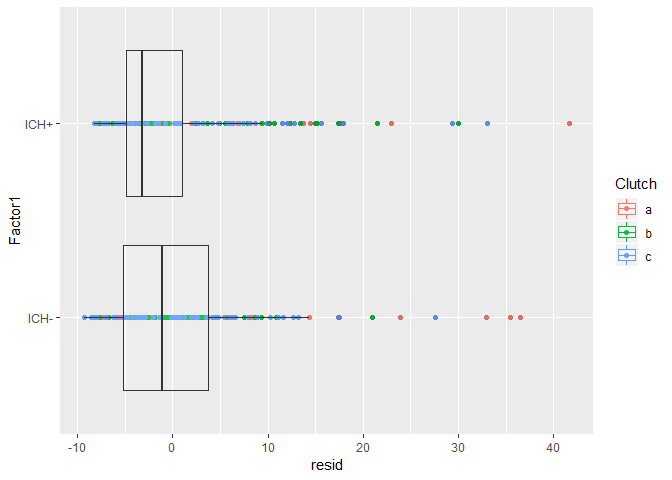 Factor1
ICH+
ICH-
-10 0 10 20 30 40
resid
Clutch
a
b
c